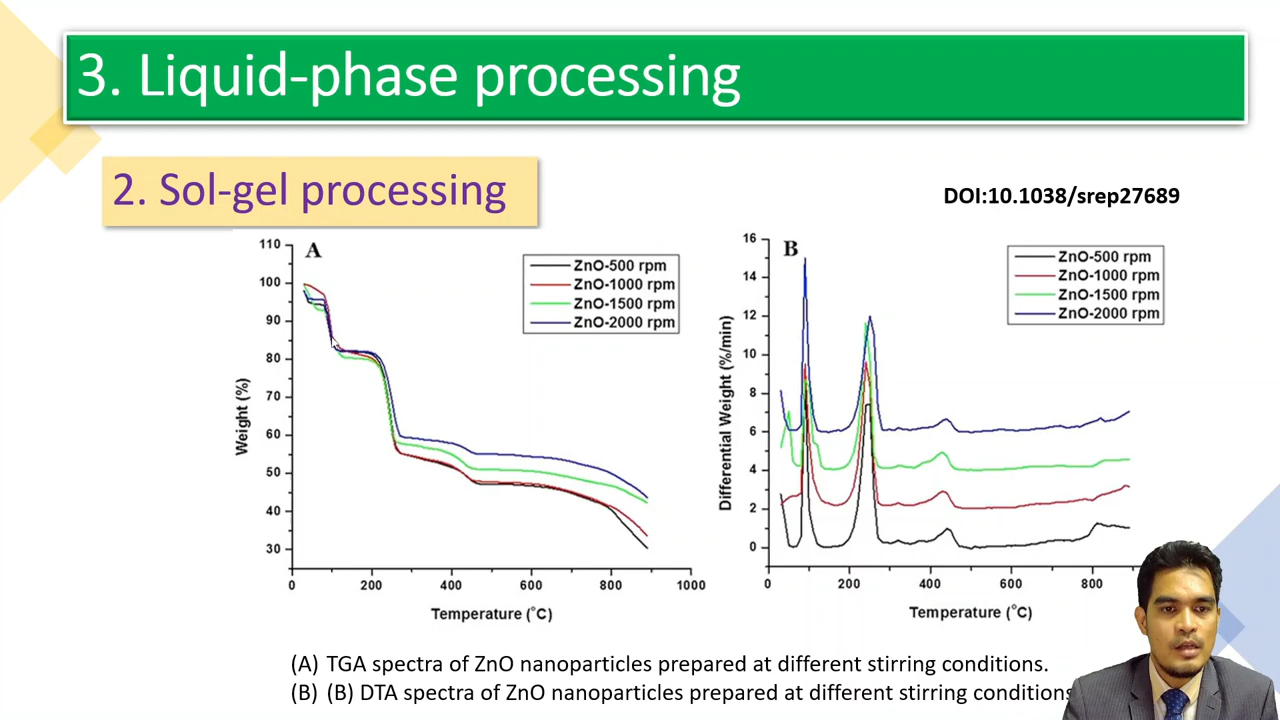 3. Liquid-phase processing
2. Sol-gel processing
DOI:10.1038/srep27689
A
ZnO-500 rpm
ZnO-1000 rpm
ZnO-1500 rpm
ZnO-2000 rpm
110
100
90
80
70
60
50
40
30
Weight (%)
0 200 400 600 800 1000
Temperature (°C)
B
ZnO-500 rpm
ZnO-1000 rpm
ZnO-1500 rpm
ZnO-2000 rpm
16
14
12
10
8
6
4
2
0
Differential Weight (%/min)
0 200 400 600 800
Temperature (°C)
(A) TGA spectra of ZnO nanoparticles prepared at different stirring conditions.
(B) (B) DTA spectra of ZnO nanoparticles prepared at different stirring conditions